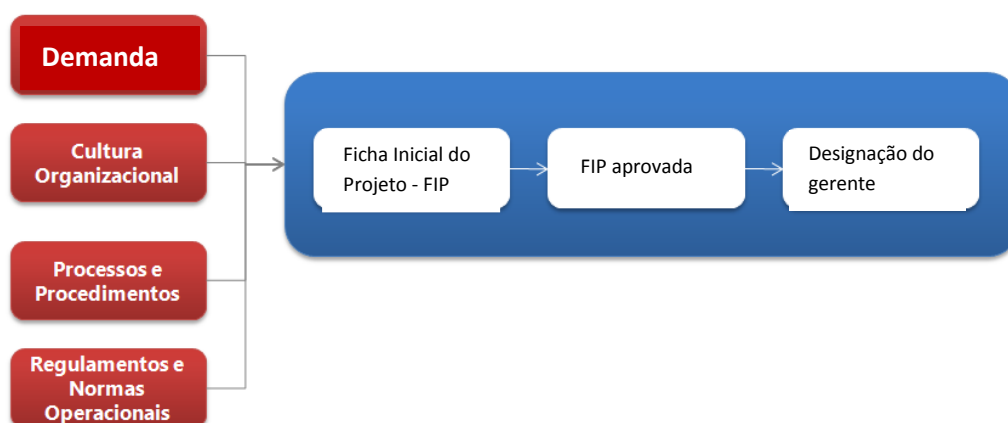 Demanda
Cultura
Organizacional
Processos e
Procedimentos
Regulamentos e
Normas
Operacionais
Ficha Inicial do
Projeto - FIP
FIP aprovada
Designação do
gerente